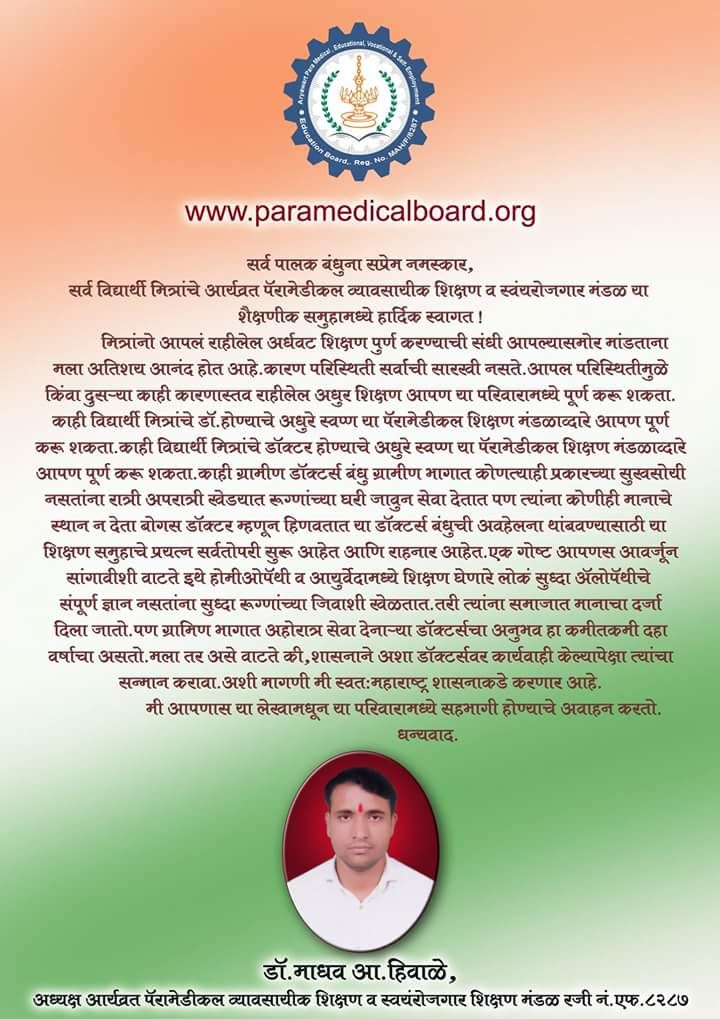 Aryawart Para Medical, Educational, Vocational & Self-Employment
Education Board,. Reg. No. MAH/F/8287
www.paramedicalboard.org
सर्व पालक बंधुना सप्रेम नमस्कार,
सर्व विद्यार्थी मित्रांचे आर्यव्रत पॅरामेडीकल व्यावसायीक शिक्षण व स्वंयरोजगार मंडळ या
शैक्षणीक समुहामध्ये हार्दिक स्वागत !
मित्रांनो आपलं राहीलेल अर्धवट शिक्षण पुर्ण करण्याची संधी आपल्यासमोर मांडताना
मला अतिशय आनंद होत आहे.कारण परिस्थिती सर्वाची सारखी नसते.आपल परिस्थितीमुळे
किंवा दुसऱ्या काही कारणास्तव राहीलेल अधुर शिक्षण आपण या परिवारामध्ये पूर्ण करू शकता.
काही विद्यार्थी मित्रांचे डॉ.होण्याचे अधुरे स्वप्ण या पॅरामेडीकल शिक्षण मंडळाव्दारे आपण पूर्ण
करू शकता.काही विद्यार्थी मित्रांचे डॉक्टर होण्याचे अधुरे स्वप्ण या पॅरामेडीकल शिक्षण मंडळाव्दारे
आपण पूर्ण करू शकता.काही ग्रामीण डॉक्टर्स बंधु ग्रामीण भागात कोणत्याही प्रकारच्या सुखसोयी
नसतांना रात्री अपरात्री खेडयात रूग्णांच्या घरी जावुन सेवा देतात पण त्यांना कोणीही मानाचे
स्थान न देता बोगस डॉक्टर म्हणून हिणवतात या डॉक्टर्स बंधुची अवहेलना थांबवण्यासाठी या
शिक्षण समुहाचे प्रयत्न सर्वतोपरी सुरू आहेत आणि राहनार आहेत.एक गोष्ट आपणस आवर्जून
सांगावीशी वाटते इथे होमीओपॅथी व आयुर्वेदामध्ये शिक्षण घेणारे लोकं सुध्दा अ‍ॅलोपॅथीचे
संपूर्ण ज्ञान नसतांना सुध्दा रूग्णांच्या जिवाशी खेळतात.तरी त्यांना समाजात मानाचा दर्जा
दिला जातो.पण ग्रामिण भागात अहोरात्र सेवा देनाऱ्या डॉक्टर्सचा अनुभव हा कमीतकमी दहा
वर्षाचा असतो.मला तर असे वाटते की,शासनाने अशा डॉक्टर्सवर कार्यवाही केल्यापेक्षा त्यांचा
सन्मान करावा.अशी मागणी मी स्वत:महाराष्ट्र शासनाकडे करणार आहे.
मी आपणास या लेखामधून या परिवारामध्ये सहभागी होण्याचे अवाहन करतो.
धन्यवाद.
डॉ.माधव आ.हिवाळे,
अध्यक्ष आर्यव्रत पॅरामेडीकल व्यावसायीक शिक्षण व स्वयंरोजगार शिक्षण मंडळ रजी नं.एफ.८२८७